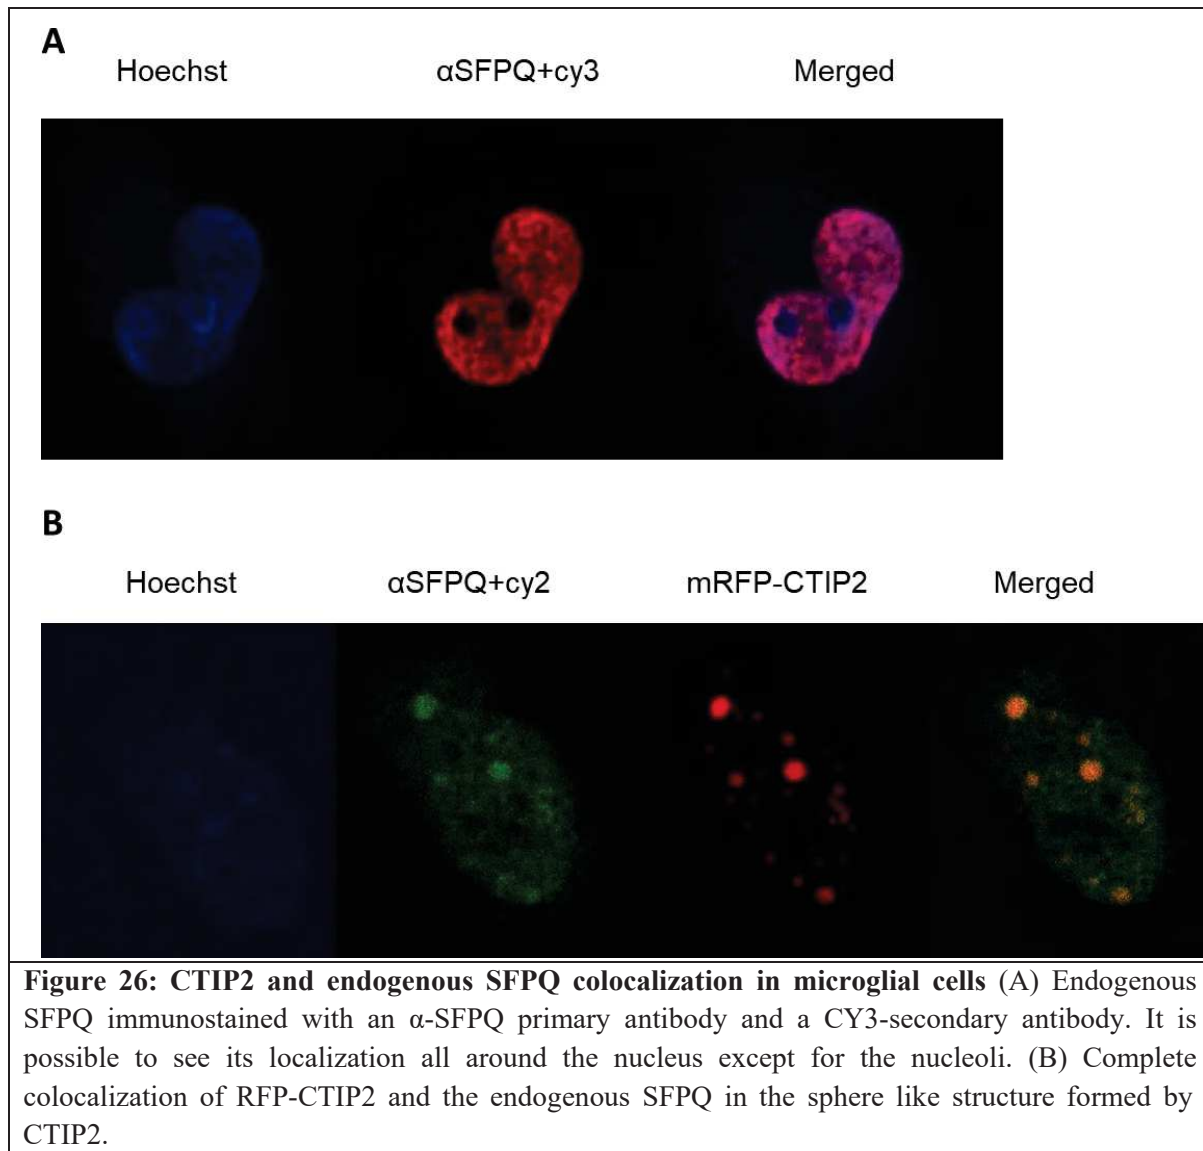 A
Hoechst αSFPQ+cy3 Merged
B
Hoechst αSFPQ+cy2 mRFP-CTIP2 Merged
Figure 26: CTIP2 and endogenous SFPQ colocalization in microglial cells (A) Endogenous
SFPQ immunostained with an α-SFPQ primary antibody and a CY3-secondary antibody. It is
possible to see its localization all around the nucleus except for the nucleoli. (B) Complete
colocalization of RFP-CTIP2 and the endogenous SFPQ in the sphere like structure formed by
CTIP2.